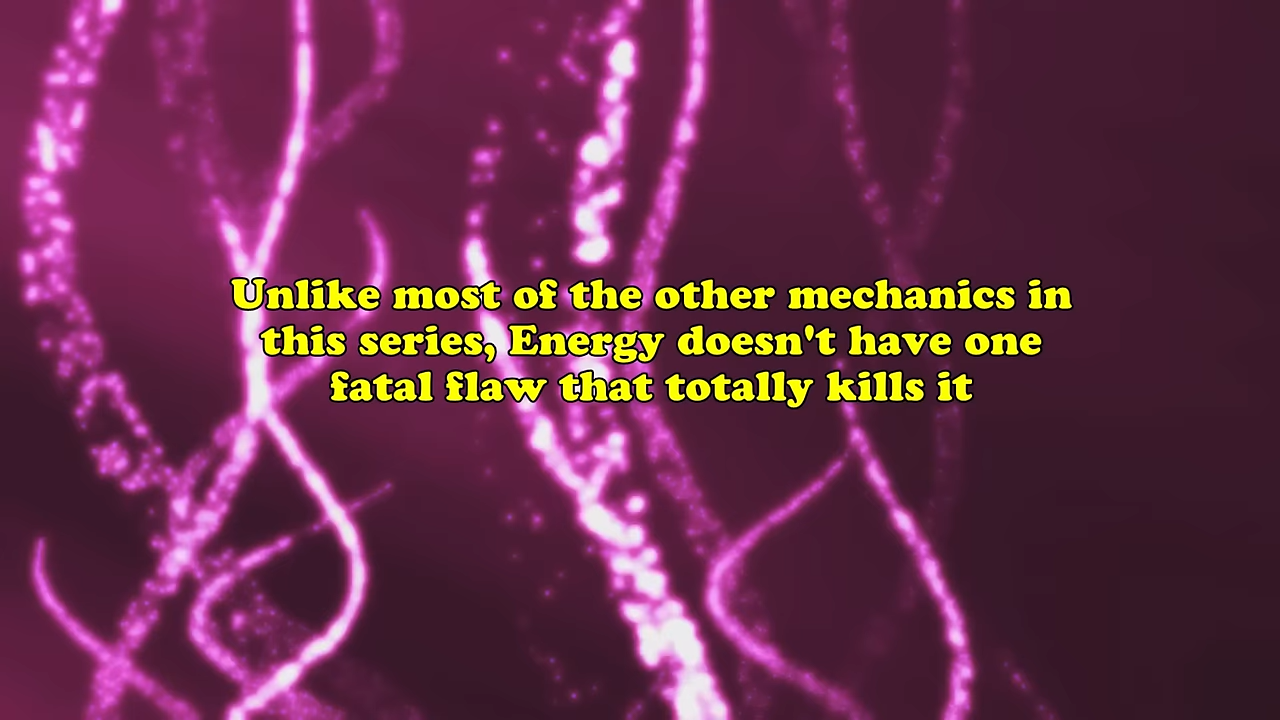 Unlike most of the other mechanics in
this series, Energy doesn't have one
fatal flaw that totally kills it